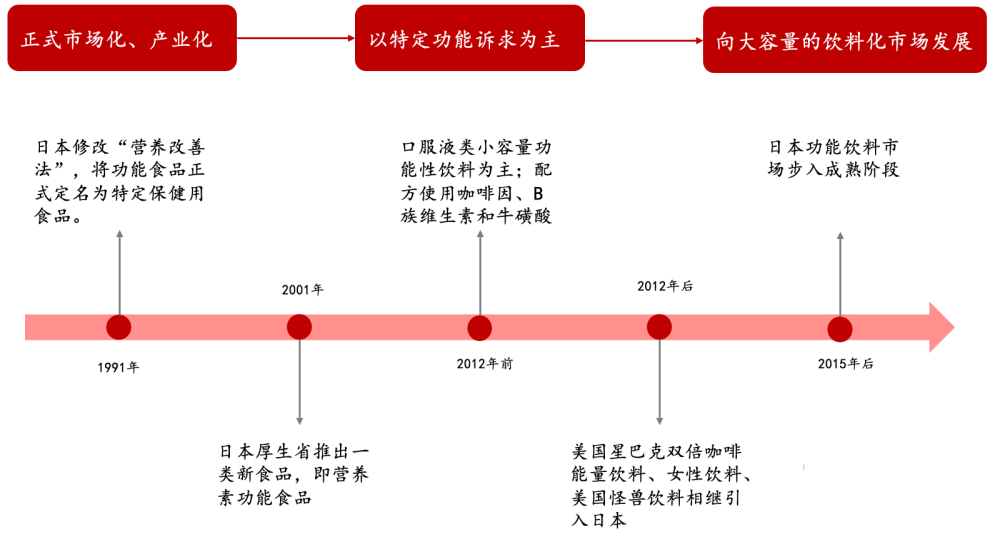 正式市场化、产业化
以特定功能诉求为主
向大容量的饮料化市场发展
日本修改“营养改善
法”，将功能食品正
式定名为特定保健用
食品。
口服液类小容量功
能性饮料为主；配
方使用咖啡因、B
族维生素和牛磺酸
日本功能饮料市
场步入成熟阶段
2001年
2012年后
1991年
2012年前
2015年后
日本厚生省推出一
类新食品，即营养
素功能食品
美国星巴克双倍咖啡
能量饮料、女性饮料、
美国怪兽饮料相继引
入日本